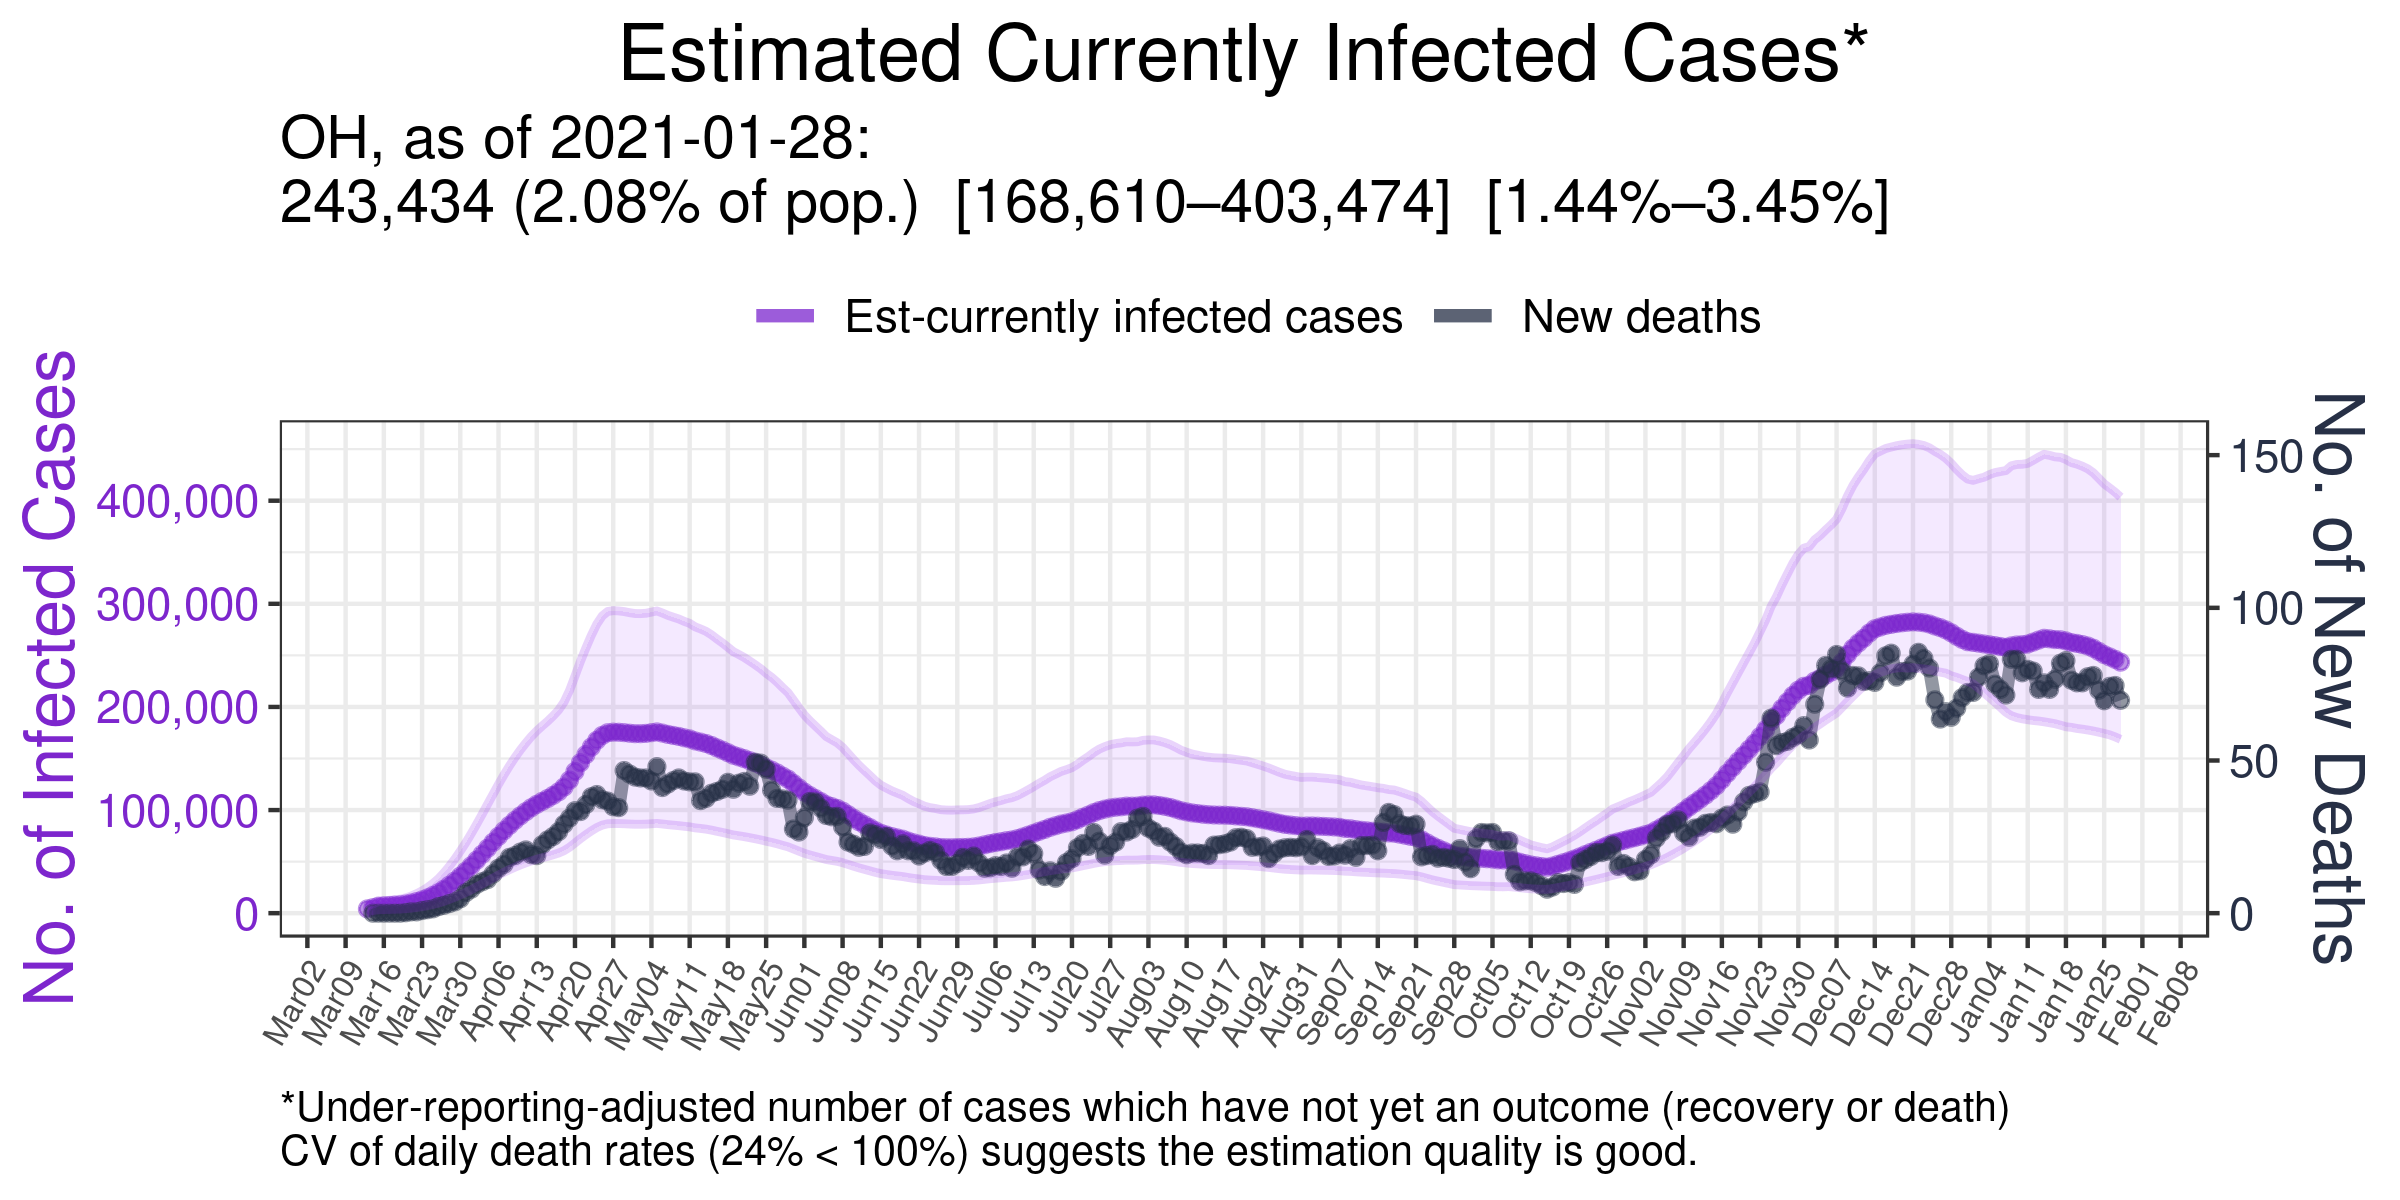 Estimated Currently Infected Cases*
OH, as of 2021-01-28:
243,434 (2.08% of pop.) [168,610–403,474] [1.44%–3.45%]
Est-currently infected cases
New deaths
No. of Infected Cases
400,000
300,000
200,000
100,000
0
150
100
50
0
No. of New Deaths
Mar02
Mar09
Mar16
Mar23
Mar30
Apr06
Apr13
Apr20
Apr27
May04
May11
May18
May25
Jun01
Jun08
Jun15
Jun22
Jun29
Jul06
Jul13
Jul20
Jul27
Aug03
Aug10
Aug17
Aug24
Aug31
Sep07
Sep14
Sep21
Sep28
Oct05
Oct12
Oct19
Oct26
Nov02
Nov09
Nov16
Nov23
Nov30
Dec07
Dec14
Dec21
Dec28
Jan04
Jan11
Jan18
Jan25
Feb01
Feb08
*Under-reporting-adjusted number of cases which have not yet an outcome (recovery or death)
CV of daily death rates (24% < 100%) suggests the estimation quality is good.